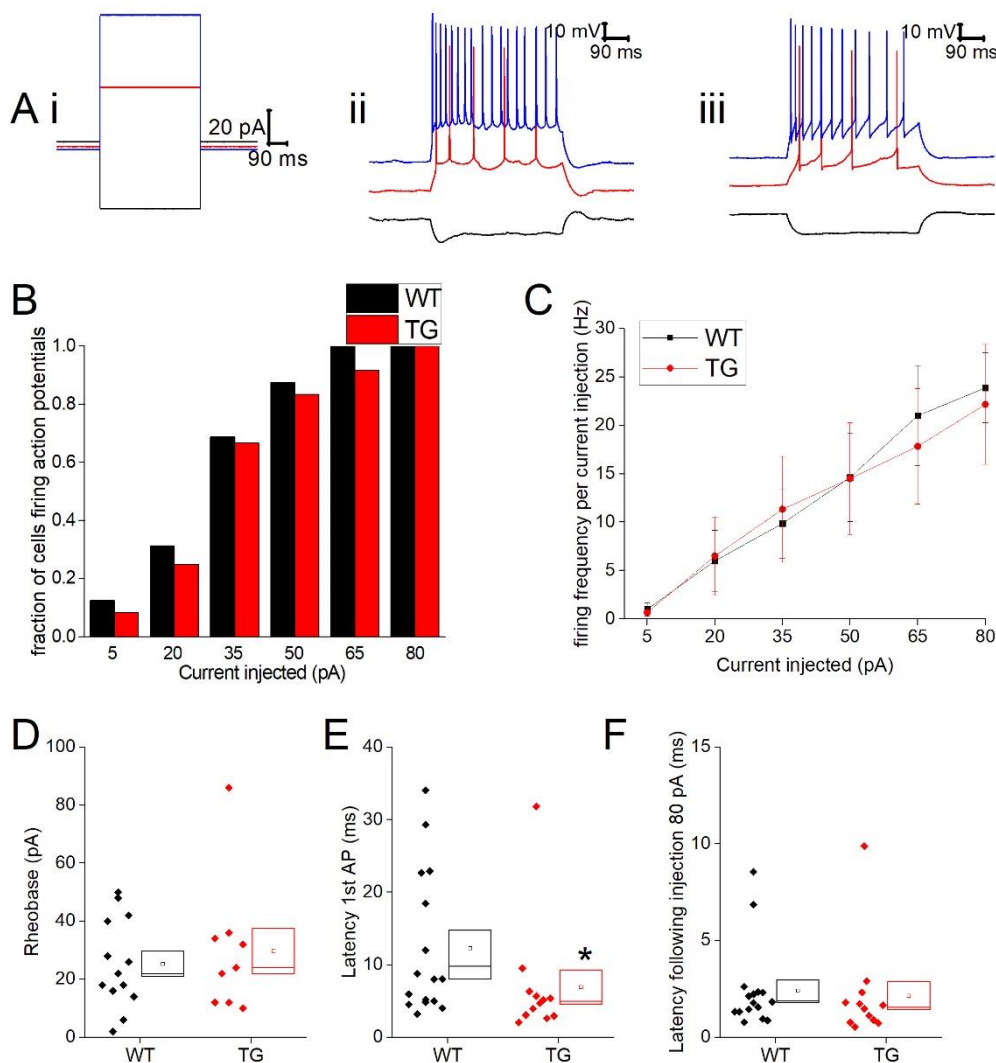 A i
20 pA
90 ms
ii
10 mV
90 ms
iii
10 mV
90 ms
B
WT
TG
fraction of cells firing action potentials
1.0
0.8
0.6
0.4
0.2
0.0
5 20 35 50 65 80
Current injected (pA)
C
WT
TG
firing frequency per current injection (Hz)
30
25
20
15
10
5
0
5 20 35 50 65 80
Current injected (pA)
D
Rheobase (pA)
100
80
60
40
20
0
WT TG
E
Latency 1st AP (ms)
40
30
20
10
0
*
WT TG
F
Latency following injection 80 pA (ms)
15
10
5
0
WT TG